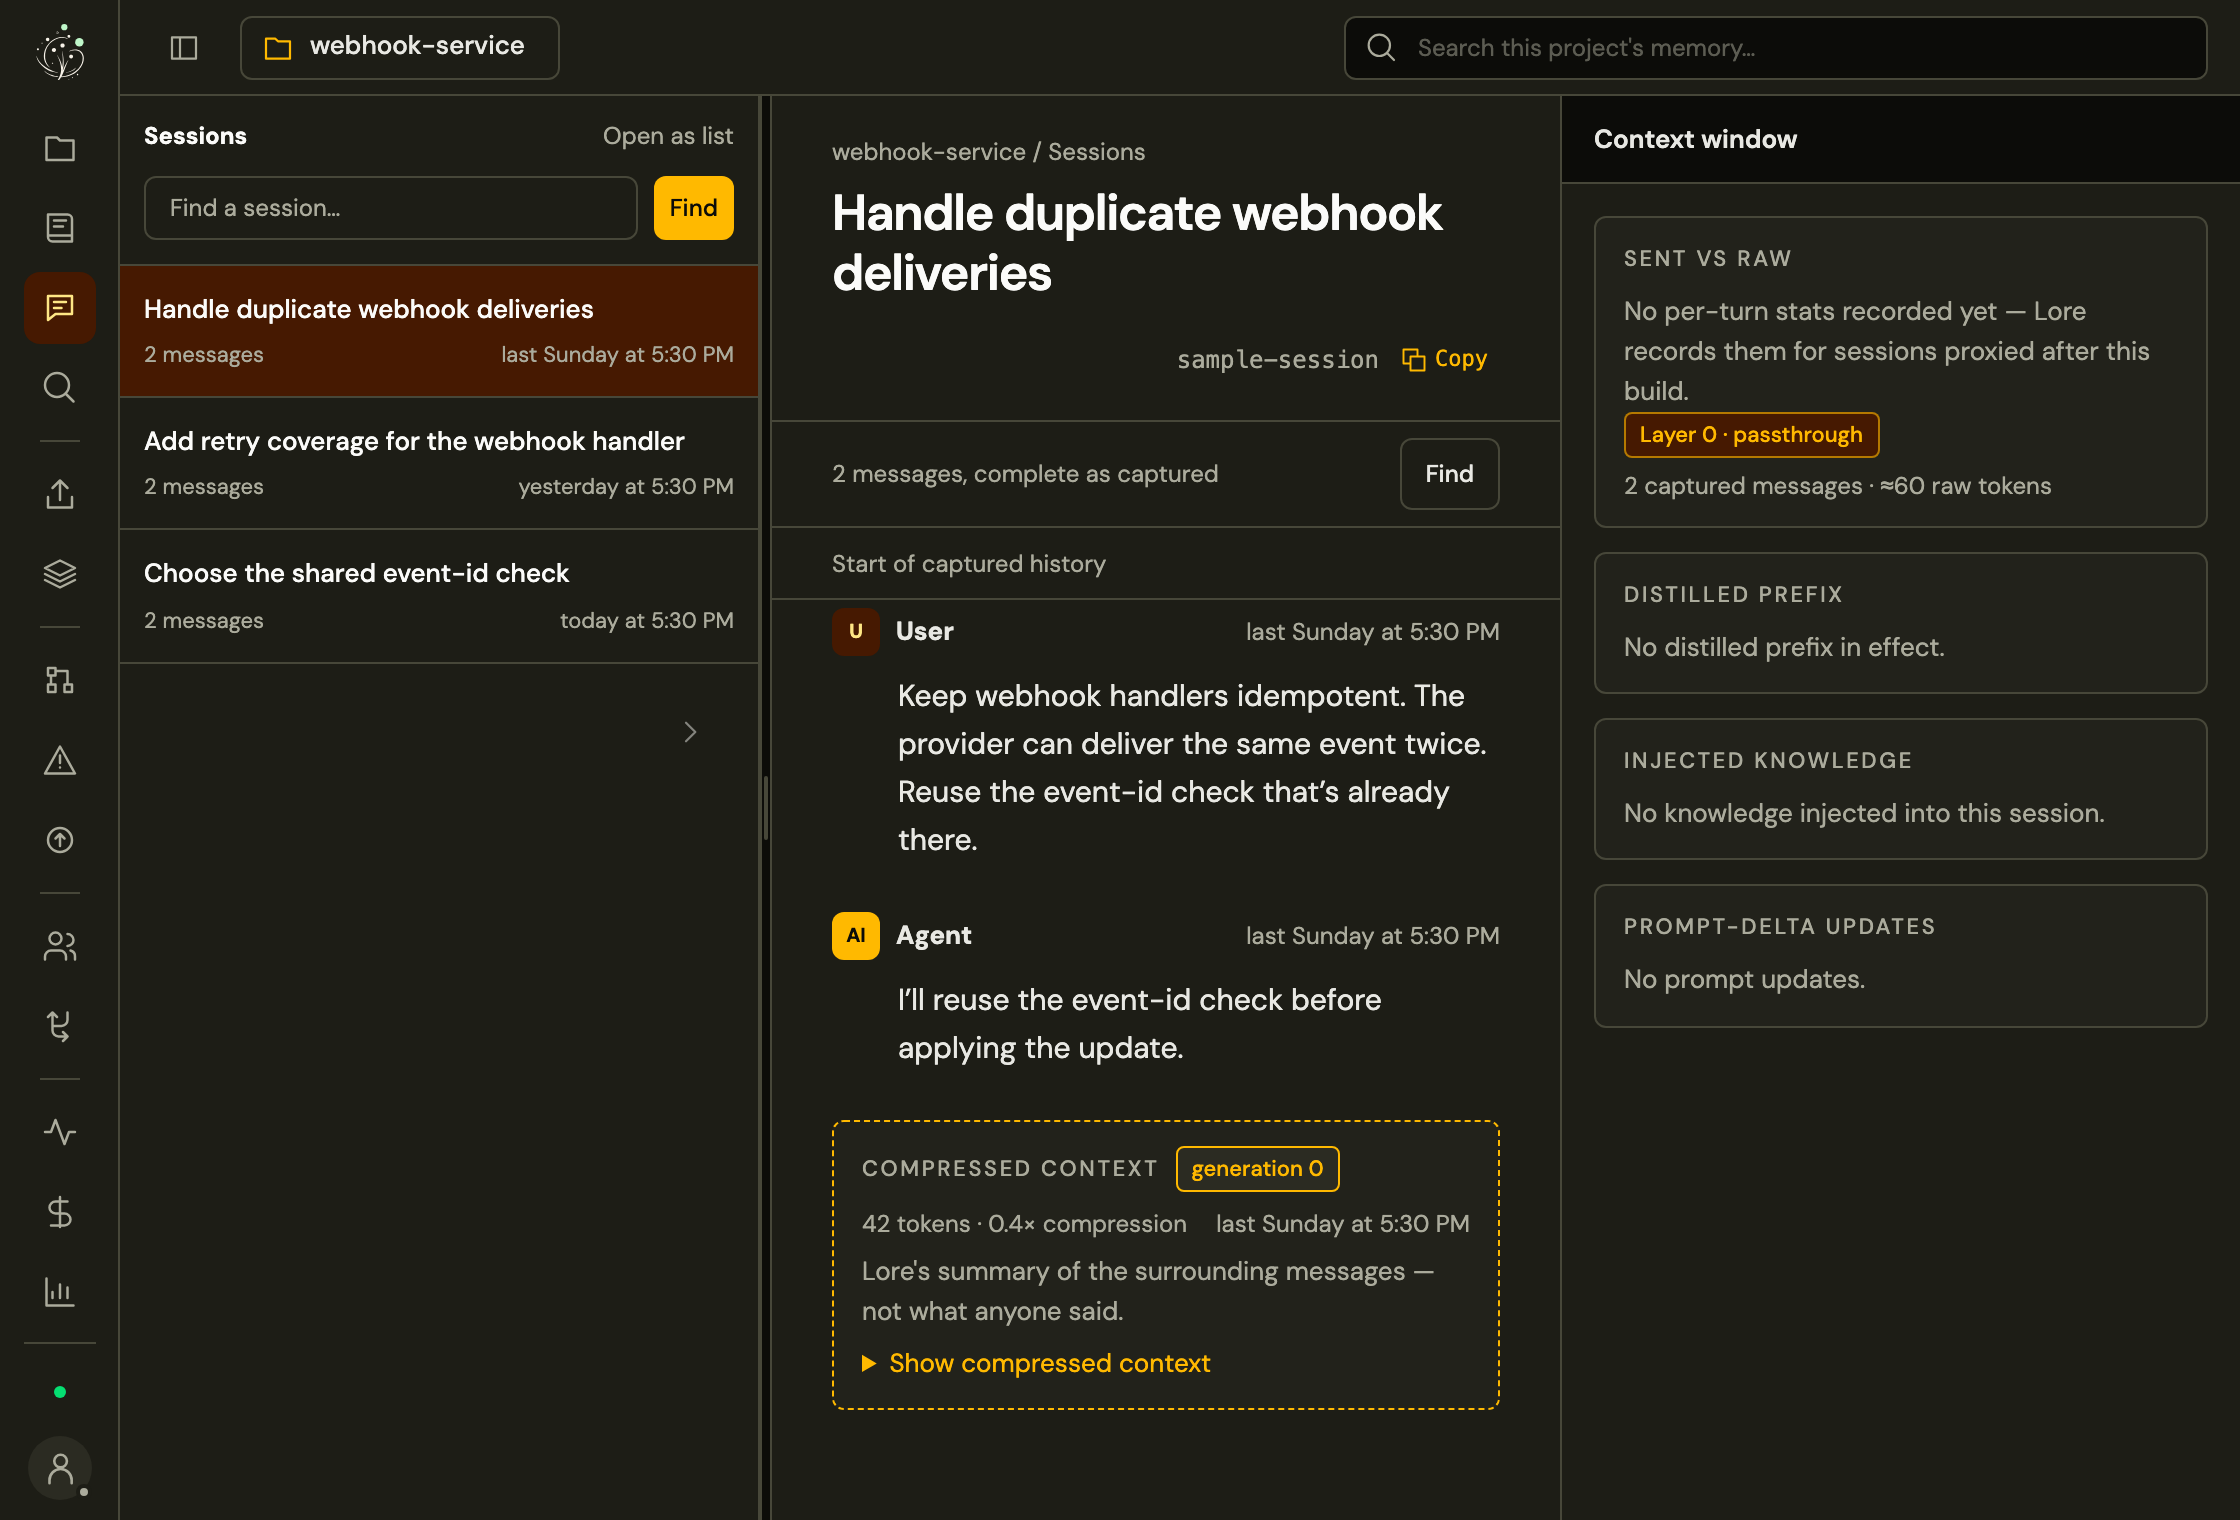 webhook-service
Search this project's memory...
Sessions
Open as list
Find a session...
Find
Handle duplicate webhook deliveries
2 messages
last Sunday at 5:30 PM
Add retry coverage for the webhook handler
2 messages
yesterday at 5:30 PM
Choose the shared event-id check
2 messages
today at 5:30 PM
webhook-service / Sessions
Handle duplicate webhook
deliveries
sample-session
Copy
2 messages, complete as captured
Find
Start of captured history
U
User
last Sunday at 5:30 PM
Keep webhook handlers idempotent. The
provider can deliver the same event twice.
Reuse the event-id check that’s already
there.
AI
Agent
last Sunday at 5:30 PM
I’ll reuse the event-id check before
applying the update.
COMPRESSED CONTEXT
generation 0
42 tokens · 0.4× compression
last Sunday at 5:30 PM
Lore's summary of the surrounding messages —
not what anyone said.
Show compressed context
Context window
SENT VS RAW
No per-turn stats recorded yet — Lore
records them for sessions proxied after this
build.
Layer 0 · passthrough
2 captured messages · ≈60 raw tokens
DISTILLED PREFIX
No distilled prefix in effect.
INJECTED KNOWLEDGE
No knowledge injected into this session.
PROMPT-DELTA UPDATES
No prompt updates.